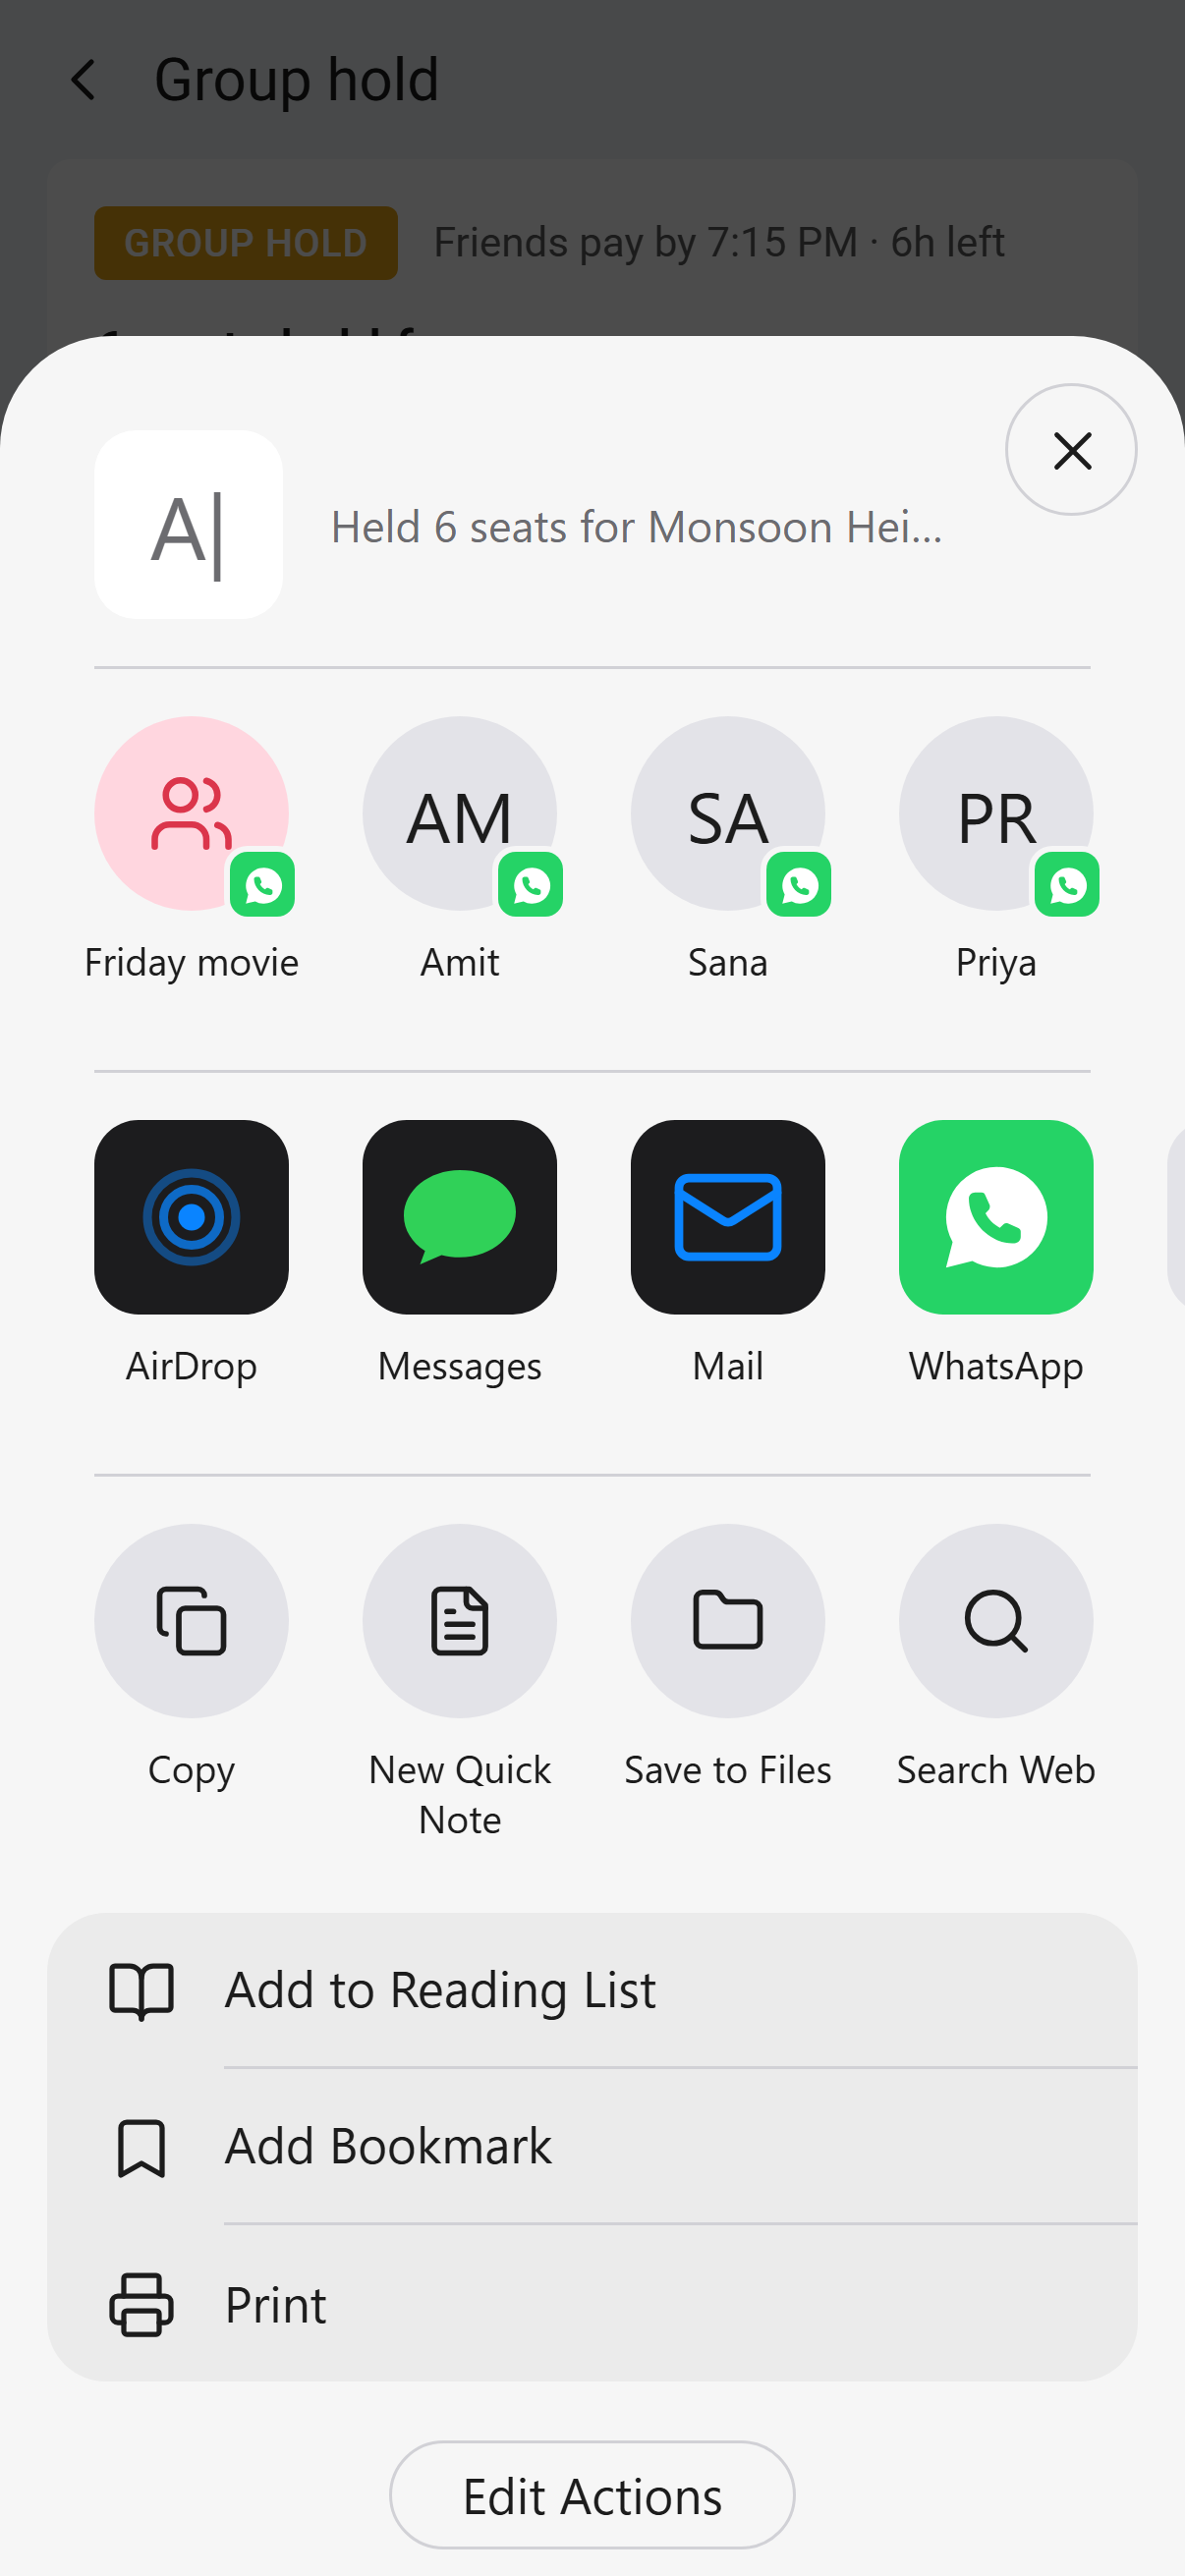 Group hold
GROUP HOLD Friends pay by 7:15 PM · 6h left
A|
Held 6 seats for Monsoon Hei...
AM
SA
PR
Friday movie
Amit
Sana
Priya
AirDrop
Messages
Mail
WhatsApp
Copy
New Quick
Note
Save to Files
Search Web
Add to Reading List
Add Bookmark
Print
Edit Actions